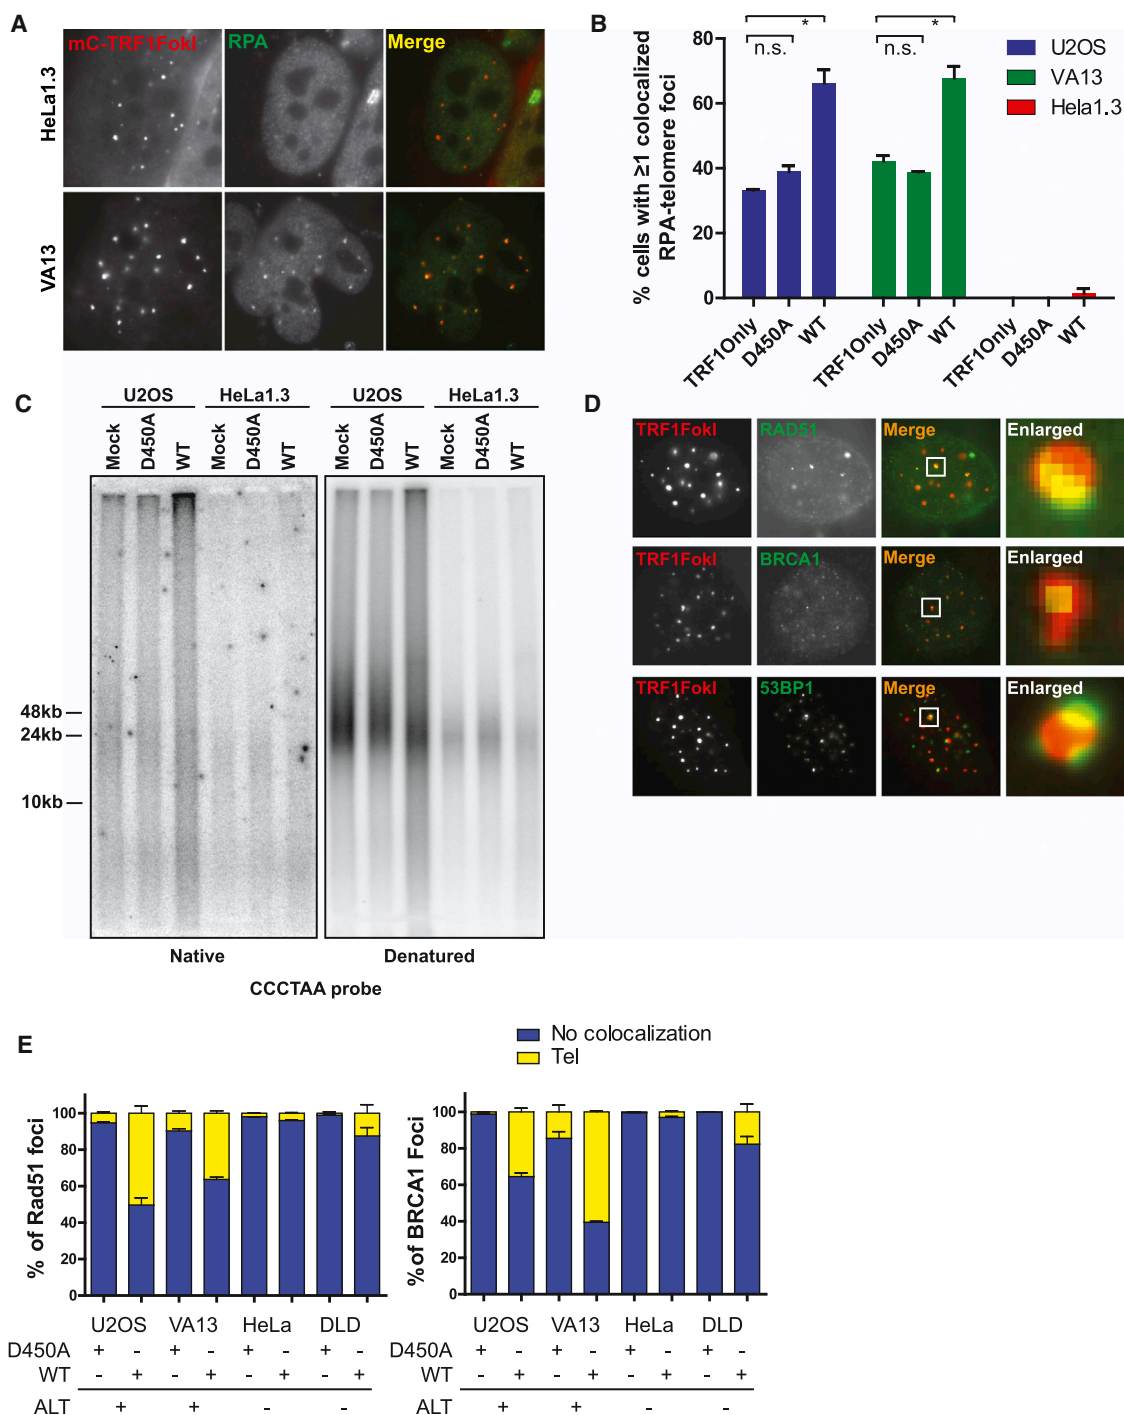 A
mC-TRF1FokI
RPA
Merge
HeLa1.3
VA13
B
% cells with ≥1 colocalized
RPA-telomere foci
80
60
40
20
0
n.s.
*
n.s.
*
U2OS
VA13
Hela1.3
TRF1Only
D450A
WT
TRF1Only
D450A
WT
TRF1Only
D450A
WT
C
U2OS
HeLa1.3
U2OS
HeLa1.3
Mock
D450A
WT
Mock
D450A
WT
Mock
D450A
WT
Mock
D450A
WT
48kb
24kb
10kb
Native
Denatured
CCCTAA probe
D
TRF1FokI
RAD51
Merge
Enlarged
TRF1FokI
BRCA1
Merge
Enlarged
TRF1FokI
53BP1
Merge
Enlarged
E
No colocalization
Tel
% of Rad51 foci
100
80
60
40
20
0
U2OS VA13 HeLa DLD
D450A + - + - + - + -
WT - + - + - + - +
ALT + + - -
% of BRCA1 Foci
100
80
60
40
20
0
U2OS VA13 HeLa DLD
D450A + - + - + - + -
WT - + - + - + - +
ALT + + - -